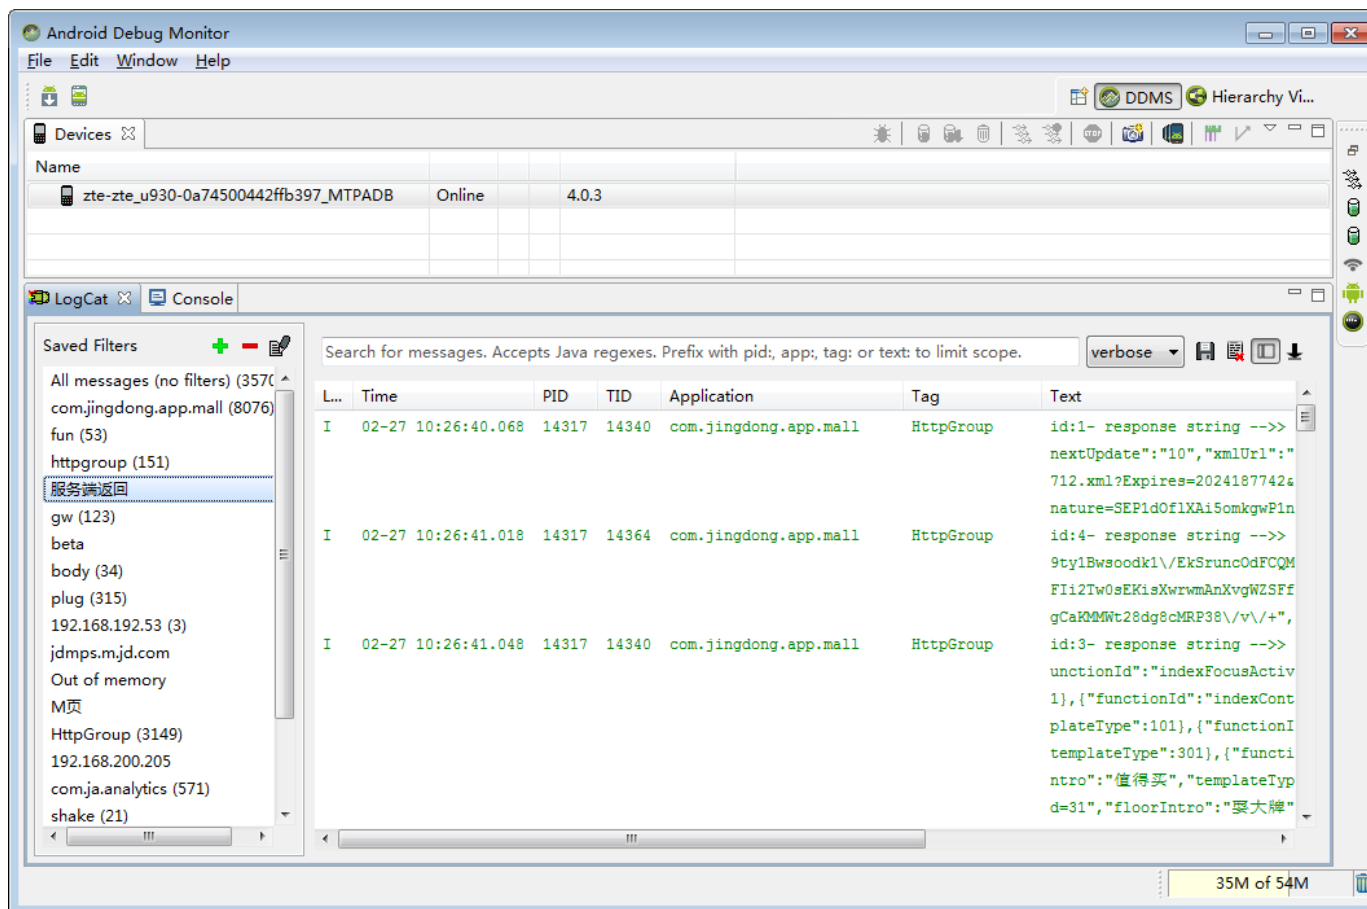 Android Debug Monitor
File Edit Window Help
DDMS Hierarchy Vi...
Devices
Name
zte-zte_u930-0a74500442ffb397_MTPADB Online 4.0.3
LogCat Console
Saved Filters
All messages (no filters) (3570
com.jingdong.app.mall (8076)
fun (53)
httpgroup (151)
服务端返回
gw (123)
beta
body (34)
plug (315)
192.168.192.53 (3)
jdmps.m.jd.com
Out of memory
M页
HttpGroup (3149)
192.168.200.205
com.ja.analytics (571)
shake (21)
Search for messages. Accepts Java regexes. Prefix with pid:, app:, tag: or text: to limit scope.
verbose
L... Time PID TID Application Tag Text
I 02-27 10:26:40.068 14317 14340 com.jingdong.app.mall HttpGroup id:1- response string -->>
nextUpdate":"10","xmlUrl":"
712.xml?Expires=2024187742&
nature=SEP1dOflXAi5omkgwP1n
I 02-27 10:26:41.018 14317 14364 com.jingdong.app.mall HttpGroup id:4- response string -->>
9ty1Bwsoodk1\/EkSruncOdFCQM
FIi2Tw0sEKisXwrwmAnXvgWZSFf
gCaKMMWt28dg8cMRP38\/v\/+",
I 02-27 10:26:41.048 14317 14340 com.jingdong.app.mall HttpGroup id:3- response string -->>
unctionId":"indexFocusActiv
1},{"functionId":"indexCont
plateType":101},{"functionI
templateType":301},{"functi
ntro":"值得买","templateTyp
d=31","floorIntro":"耍大牌"
35M of 54M